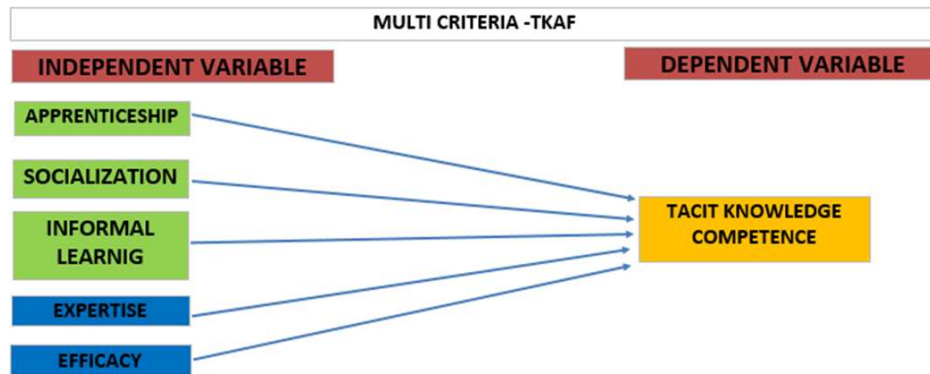 MULTI CRITERIA -TKAF
INDEPENDENT VARIABLE
DEPENDENT VARIABLE
APPRENTICESHIP
SOCIALIZATION
INFORMAL
LEARNIG
EXPERTISE
EFFICACY
TACIT KNOWLEDGE
COMPETENCE